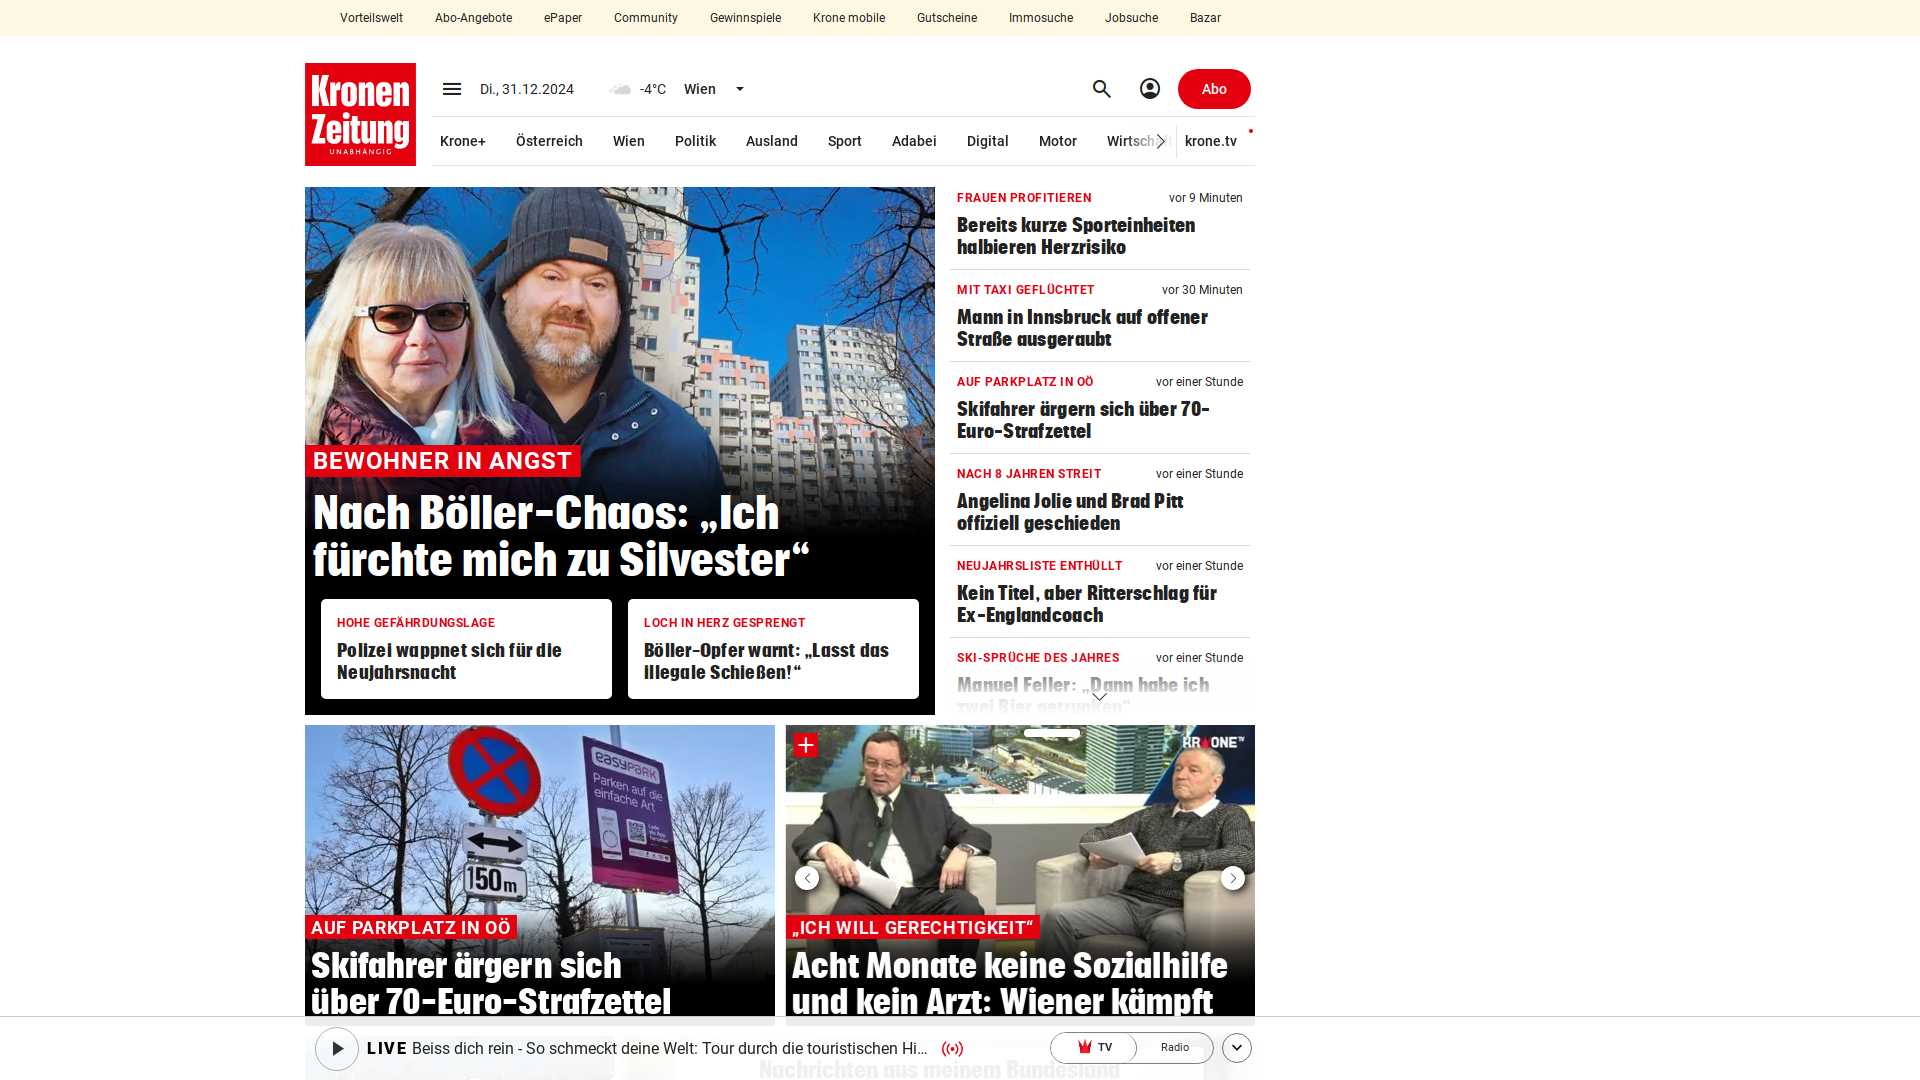 Vorteilswelt Abo-Angebote ePaper Community Gewinnspiele Krone mobile Gutscheine Immosuche Jobsuche Bazar
Kronen
Zeitung
UNABHÄNGIG
Di., 31.12.2024 -4°C Wien
Abo
Krone+ Österreich Wien Politik Ausland Sport Adabei Digital Motor krone.tv
BEWOHNER IN ANGST
Nach Böller-Chaos: „Ich
fürchte mich zu Silvester“
HOHE GEFÄHRDUNGSLAGE
Polizei wappnet sich für die
Neujahrsnacht
LOCH IN HERZ GESPRENGT
Böller-Opfer warnt: „Lasst das
illegale Schießen!“
FRAUEN PROFITIEREN vor 9 Minuten
Bereits kurze Sporteinheiten
halbieren Herzrisiko
MIT TAXI GEFLÜCHTET vor 30 Minuten
Mann in Innsbruck auf offener
Straße ausgeraubt
AUF PARKPLATZ IN OÖ vor einer Stunde
Skifahrer ärgern sich über 70-
Euro-Strafzettel
NACH 8 JAHREN STREIT vor einer Stunde
Angelina Jolie und Brad Pitt
offiziell geschieden
NEUJAHRSLISTE ENTHÜLLT vor einer Stunde
Kein Titel, aber Ritterschlag für
Ex-Englandcoach
SKI-SPRÜCHE DES JAHRES vor einer Stunde
Manuel Feller: „Dann habe ich
zwei Bier getrunken“
easyPARK
Parken auf die
einfache Art
150m
AUF PARKPLATZ IN OÖ
Skifahrer ärgern sich
über 70-Euro-Strafzettel
KRONE TV
„ICH WILL GERECHTIGKEIT“
Acht Monate keine Sozialhilfe
und kein Arzt: Wiener kämpft
LIVE Beiss dich rein - So schmeckt deine Welt: Tour durch die touristischen Hi...
TV Radio
Nachrichten aus meinem Bundesland